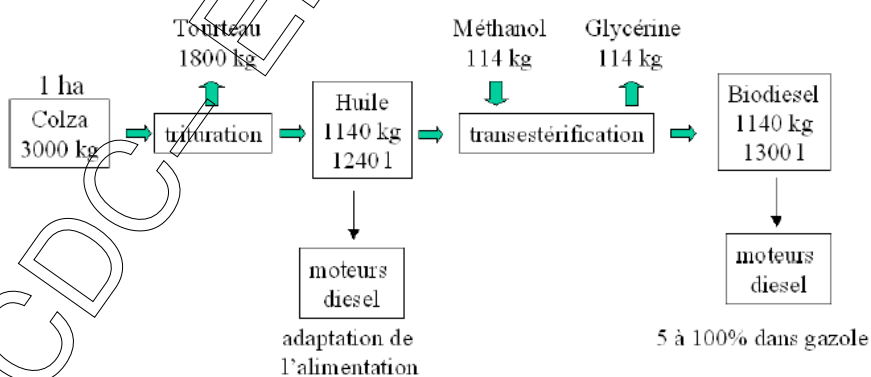 Tourteau
1800 kg
Méthanol
114 kg
Glycérine
114 kg
1 ha
Colza
3000 kg
trituration
Huile
1140 kg
1240 l
transestérification
Biodiesel
1140 kg
1300 l
moteurs
diesel
adaptation de
l'alimentation
moteurs
diesel
5 à 100% dans gazole
CDC